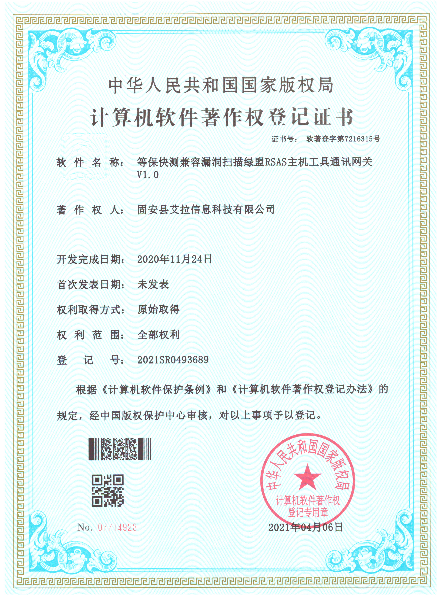 中华人民共和国国家版权局
计算机软件著作权登记证书
证书号: 软著登字第7216315号
软件名称: 等保快测兼容漏洞扫描绿盟RSAS主机工具通讯网关
V1.0
著作权人: 固安县艾拉信息科技有限公司
开发完成日期: 2020年11月24日
首次发表日期: 未发表
权利取得方式: 原始取得
权利范围: 全部权利
登记号: 2021SR0493689
根据《计算机软件保护条例》和《计算机软件著作权登记办法》的
规定,经中国版权保护中心审核,对以上事项予以登记。
中华人民共和国国家版权局
计算机软件著作权
登记专用章
No.
2021年04月06日